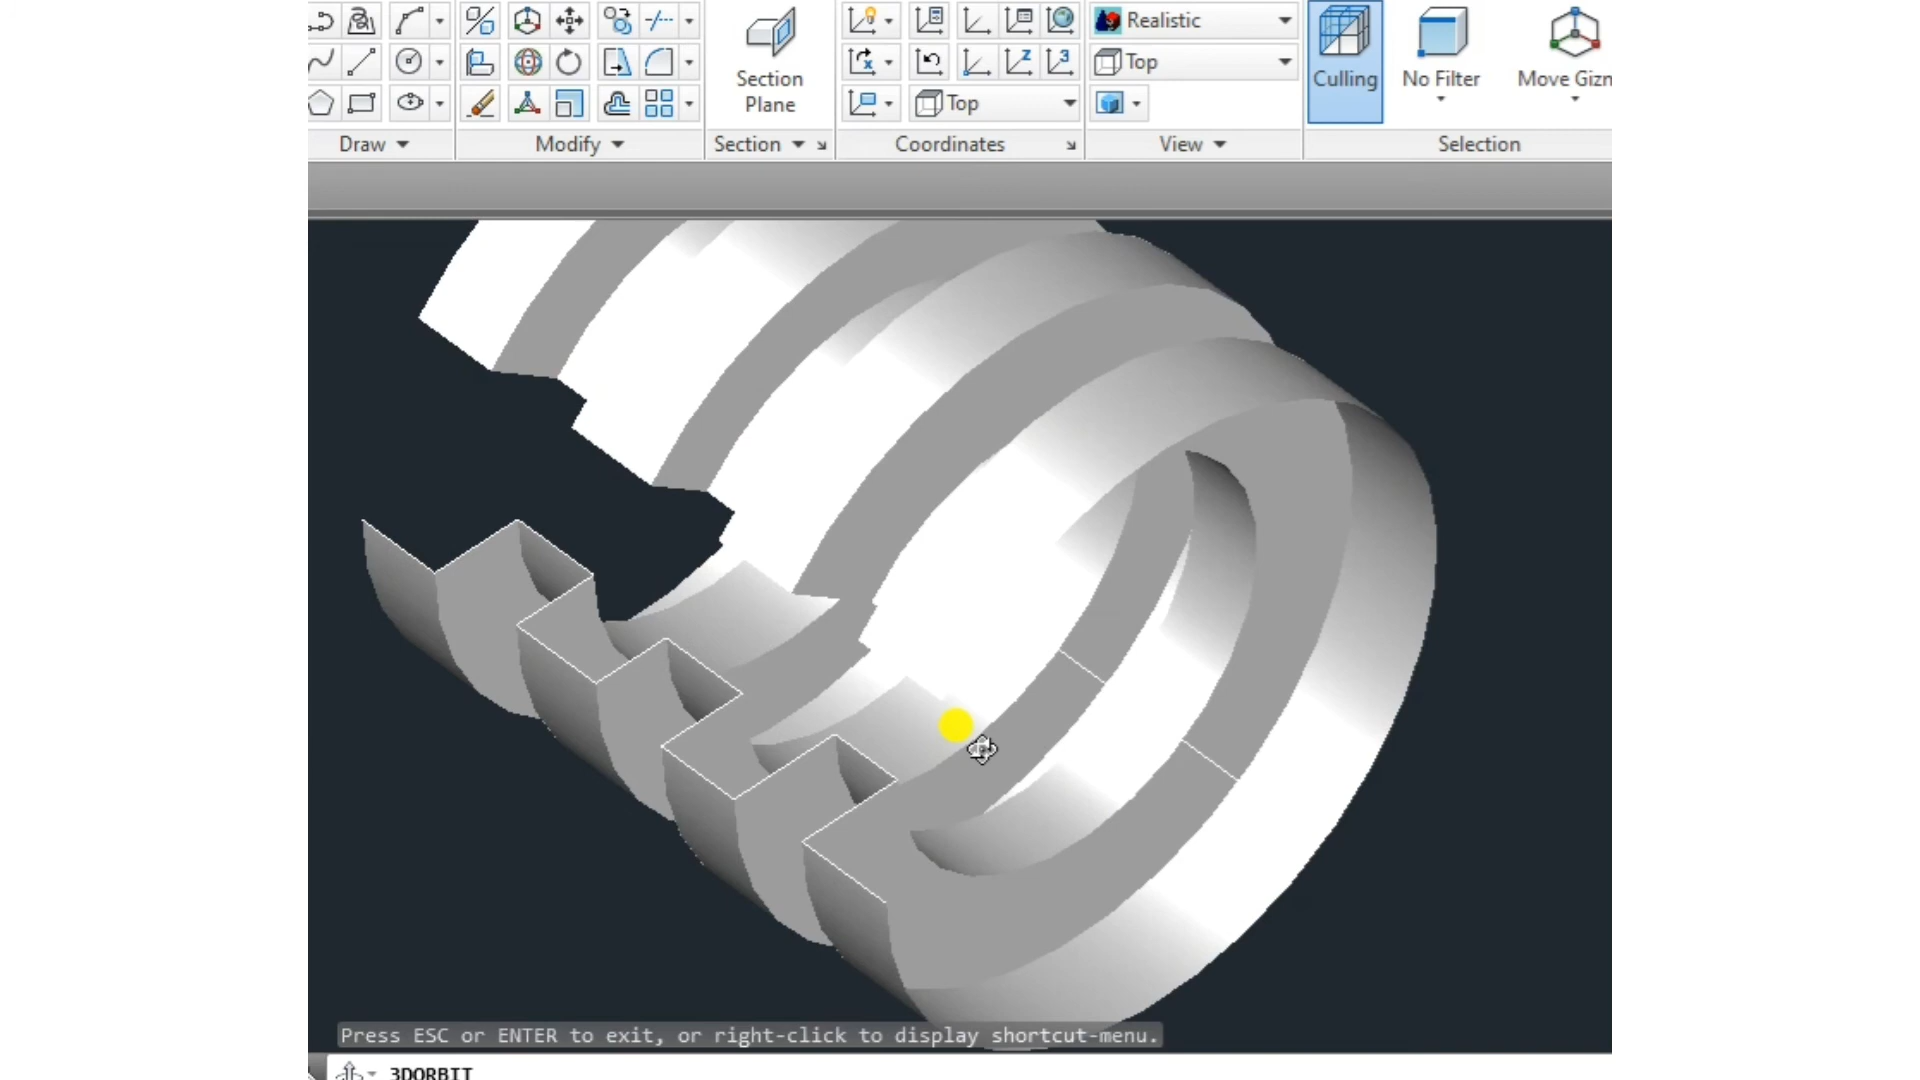 Realistic
Section Plane
Top
Top
Culling
No Filter
Move Gizm
Draw
Modify
Section
Coordinates
View
Selection
Press ESC or ENTER to exit, or right-click to display shortcut-menu.
3DORBIT